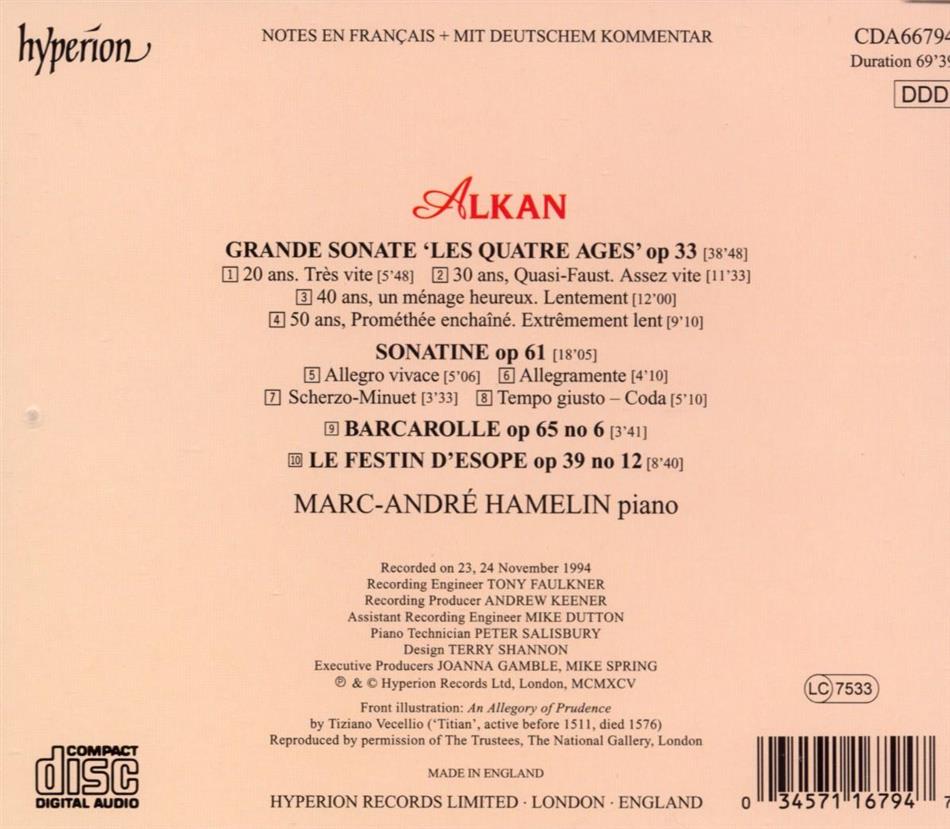 hyperion
NOTES EN FRANÇAIS + MIT DEUTSCHEM KOMMENTAR
CDA66794
Duration 69'39
DDD
ALKAN
GRANDE SONATE ‘LES QUATRE AGES’ op 33 [38'48]
1 20 ans. Très vite [5'48] 2 30 ans, Quasi-Faust. Assez vite [11'33]
3 40 ans, un ménage heureux. Lentement [12'00]
4 50 ans, Prométhée enchaîné. Extrêmement lent [9'10]
SONATINE op 61 [18'05]
5 Allegro vivace [5'06] 6 Allegramente [4'10]
7 Scherzo-Minuet [3'33] 8 Tempo giusto – Coda [5'10]
9 BARCAROLLE op 65 no 6 [3'41]
10 LE FESTIN D’ESOPE op 39 no 12 [8'40]
MARC-ANDRÉ HAMELIN piano
Recorded on 23, 24 November 1994
Recording Engineer TONY FAULKNER
Recording Producer ANDREW KEENER
Assistant Recording Engineer MIKE DUTTON
Piano Technician PETER SALISBURY
Design TERRY SHANNON
Executive Producers JOANNA GAMBLE, MIKE SPRING
℗ & © Hyperion Records Ltd, London, MCMXCV
LC 7533
Front illustration: An Allegory of Prudence
by Tiziano Vecellio (‘Titian’, active before 1511, died 1576)
Reproduced by permission of The Trustees, The National Gallery, London
COMPACT
disc
DIGITAL AUDIO
MADE IN ENGLAND
HYPERION RECORDS LIMITED · LONDON · ENGLAND
0 34571 16794 7